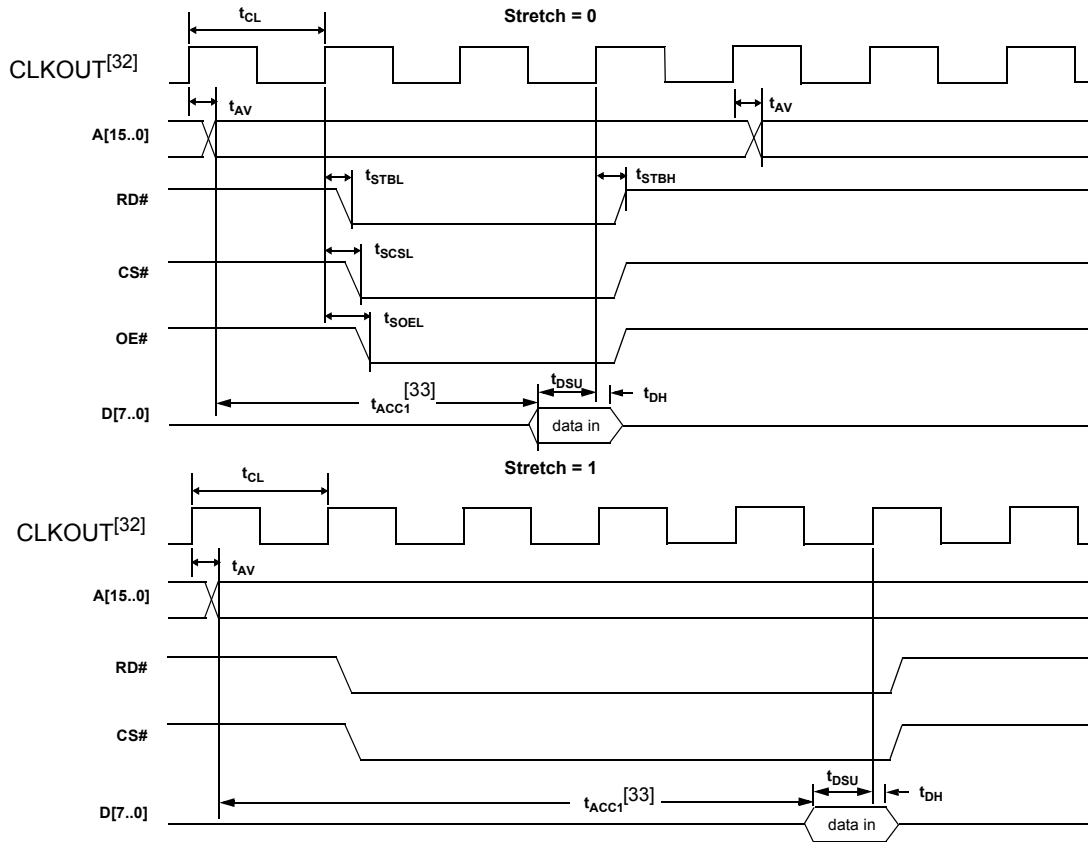 Stretch = 0
tCL
CLKOUT[32]
tAV
tAV
A[15..0]
tSTBL
tSTBH
RD#
tSCSL
CS#
tSOEL
OE#
tDSU
tACC1[33]
tDH
D[7..0]
data in
Stretch = 1
tCL
CLKOUT[32]
tAV
A[15..0]
RD#
CS#
tDSU
tACC1[33]
tDH
D[7..0]
data in